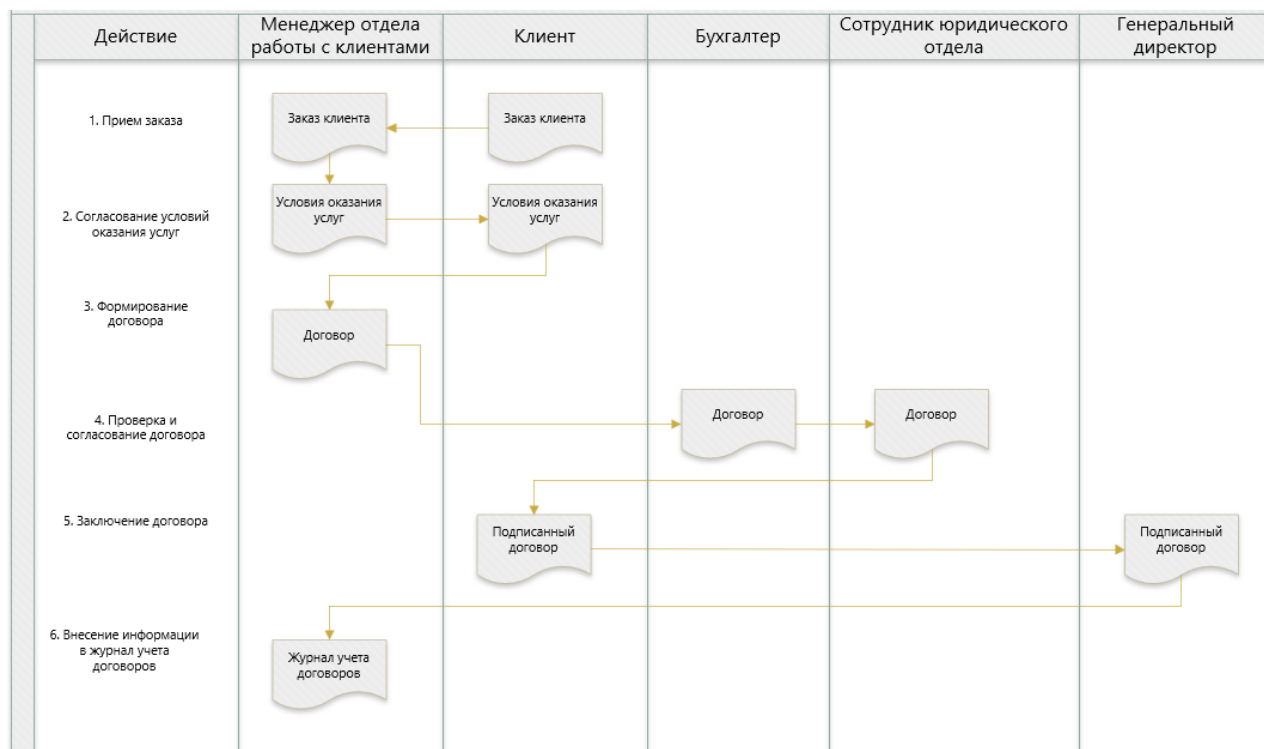 Действие
Менеджер отдела
работы с клиентами
Клиент
Бухгалтер
Сотрудник юридического
отдела
Генеральный
директор
1. Прием заказа
Заказ клиента
Заказ клиента
2. Согласование условий
оказания услуг
Условия оказания
услуг
Условия оказания
услуг
3. Формирование
договора
Договор
4. Проверка и
согласование договора
Договор
Договор
5. Заключение договора
Подписанный
договор
Подписанный
договор
6. Внесение информации
в журнал учета
договоров
Журнал учета
договоров